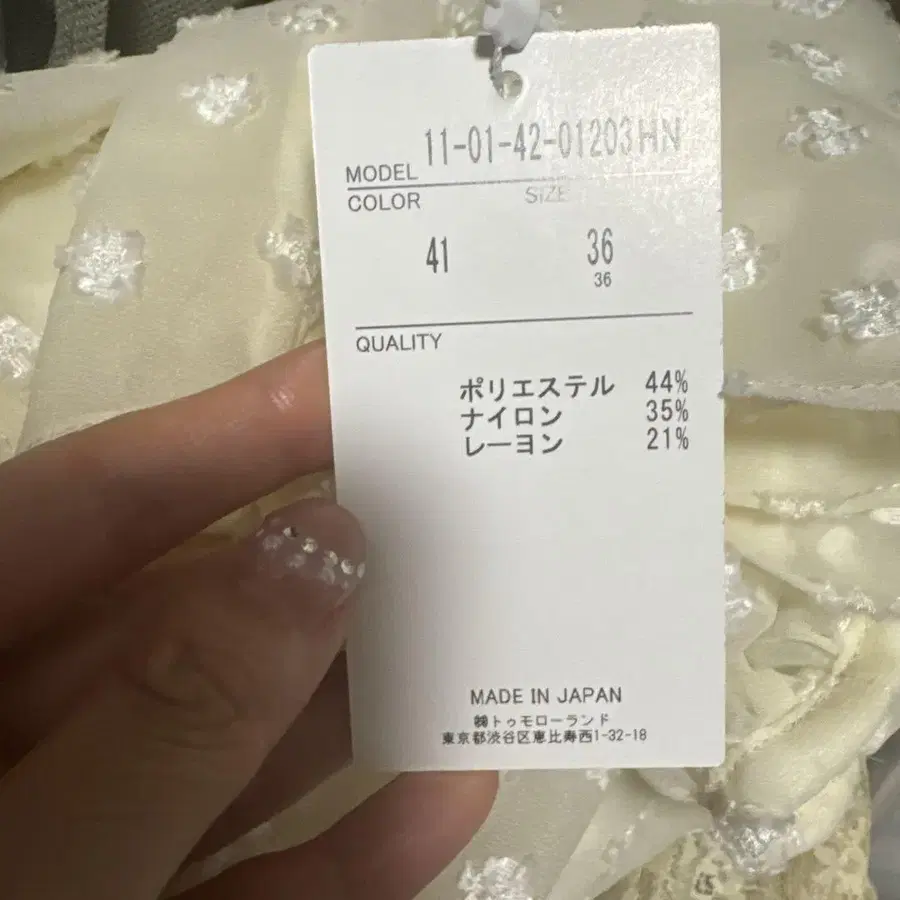 MODEL 11-01-42-01203HN
COLOR SIZE
41 36
36
QUALITY
ポリエステル 44%
ナイロン 35%
レーヨン 21%
MADE IN JAPAN
㈱トゥモローランド
東京都渋谷区恵比寿西1-32-18